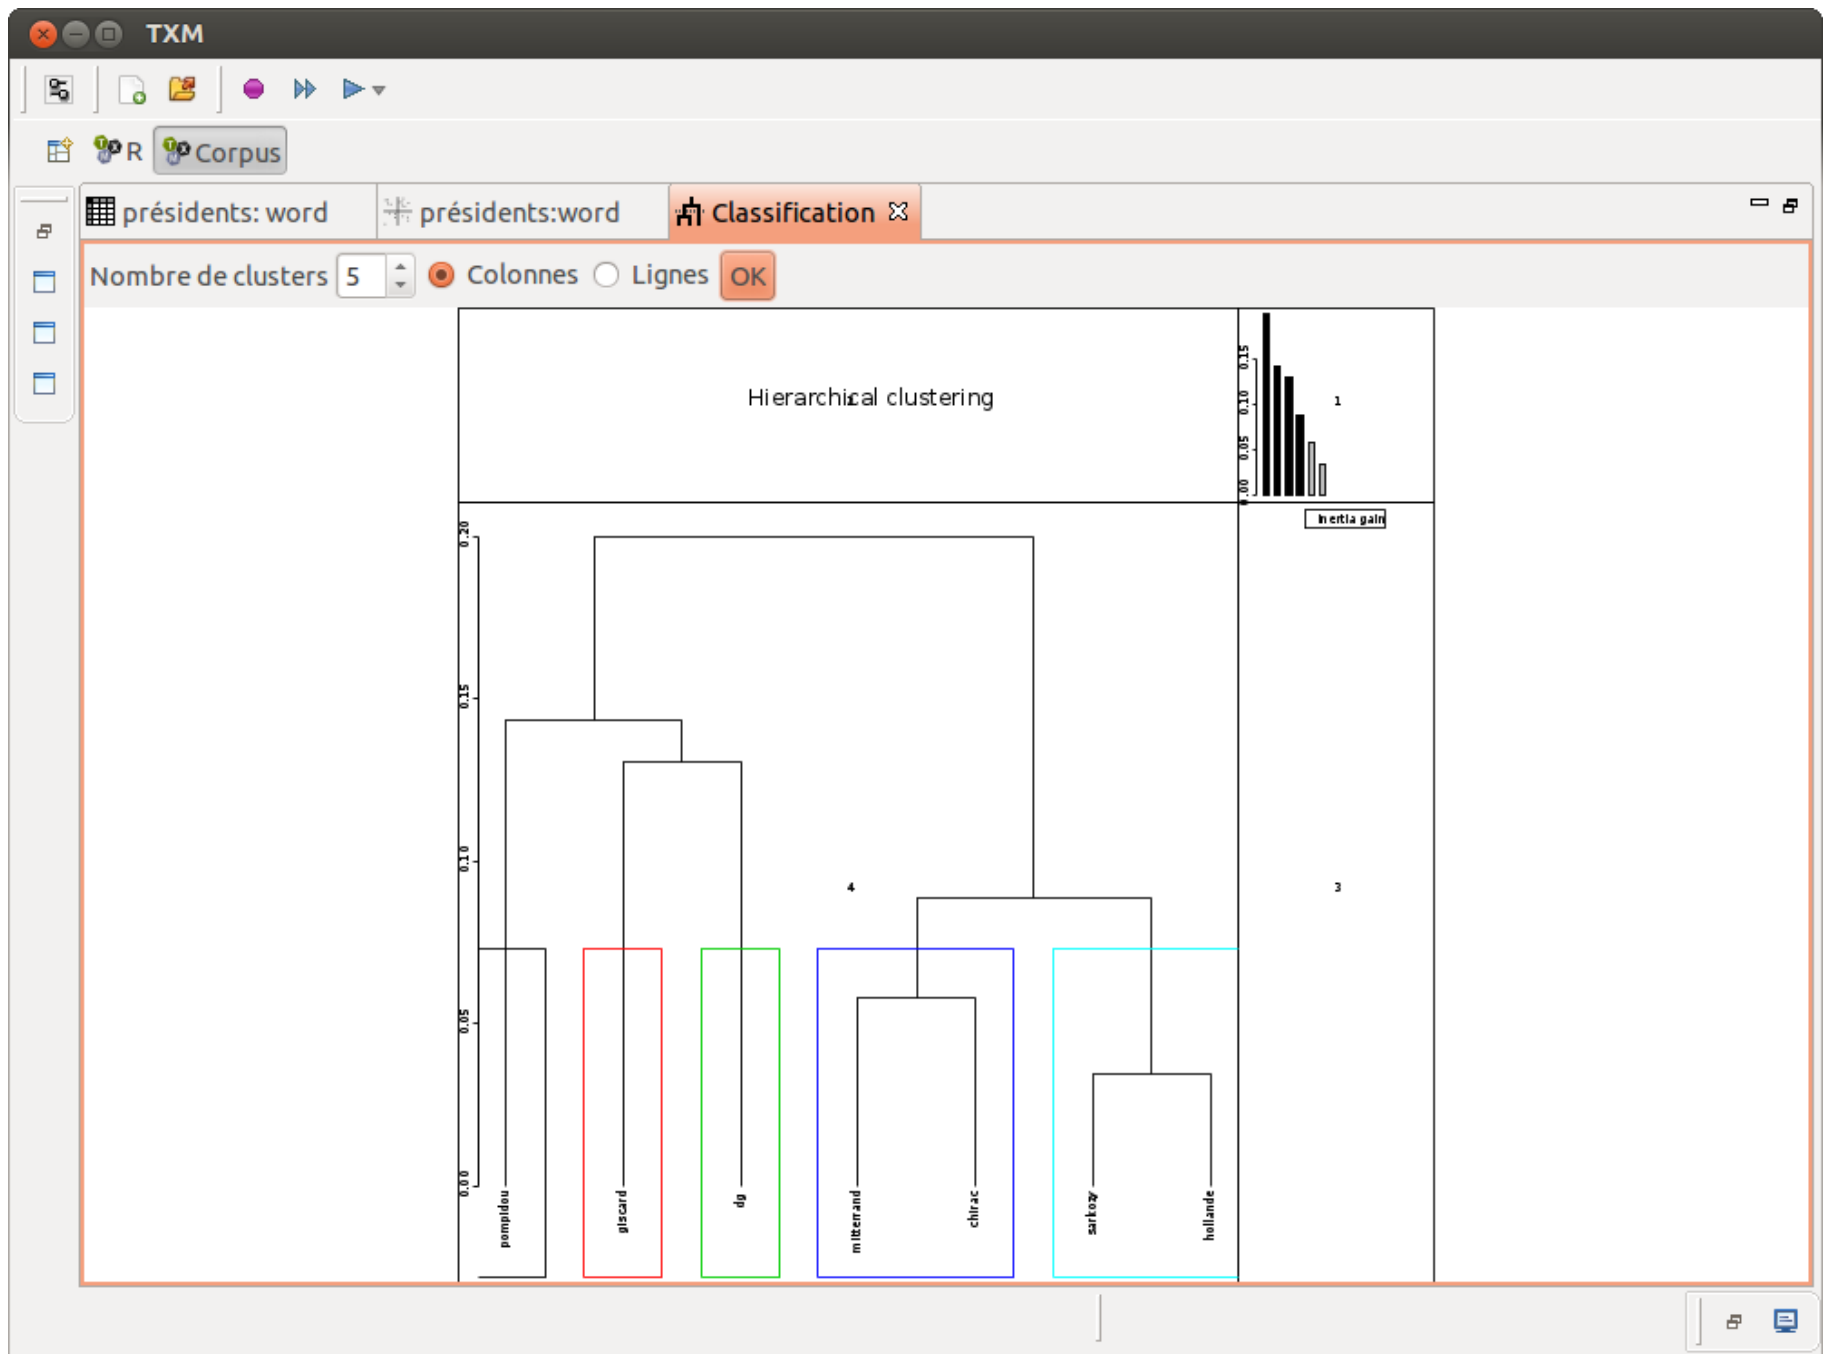 TXM
R Corpus
présidents: word présidents:word Classification
Nombre de clusters 5 Colonnes Lignes OK
Hierarchical clustering
0.15
0.10
0.05
0.00
1
Inertia gain
0.20
0.15
0.10
0.05
0.00
4
3
pompidou
giscard
dg
mitterrand
chirac
sarkozy
hollande